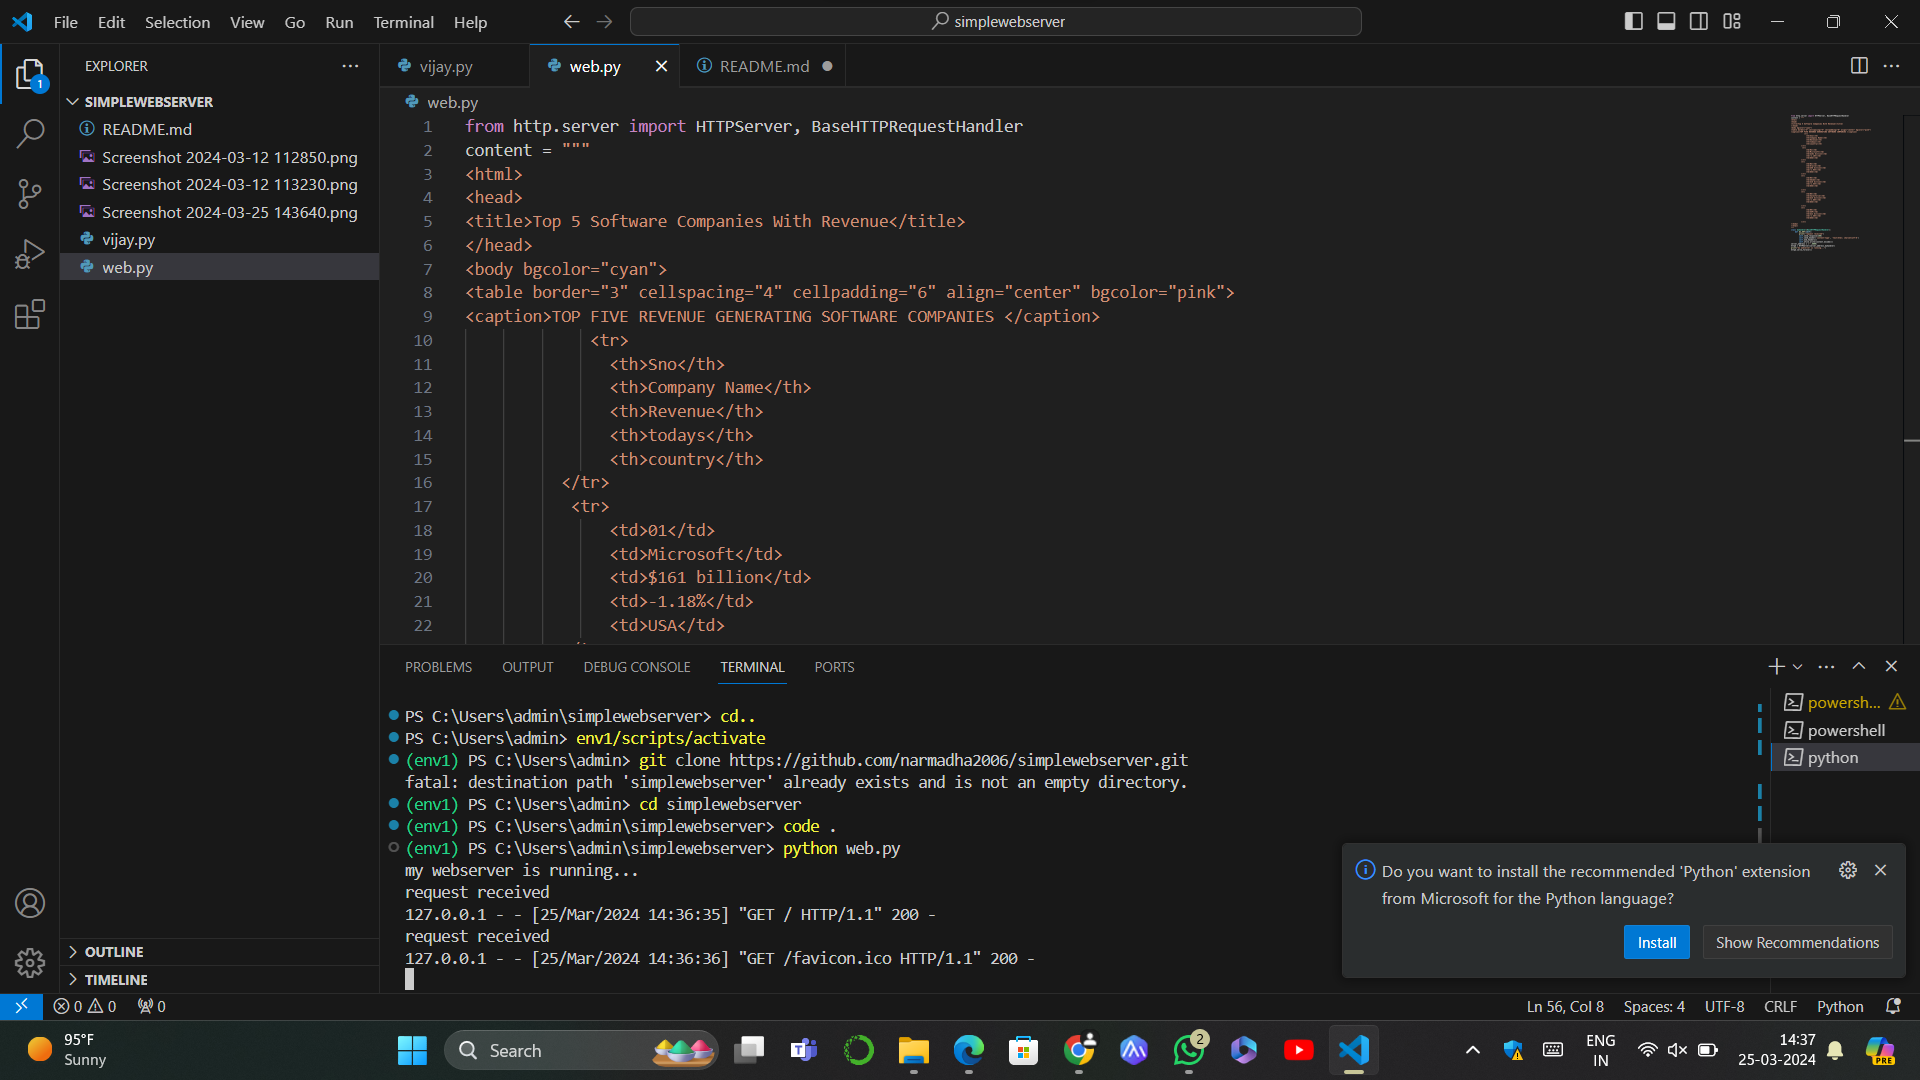 File Edit Selection View Go Run Terminal Help
simplewebserver
EXPLORER
1
SIMPLEWEBSERVER
README.md
Screenshot 2024-03-12 112850.png
Screenshot 2024-03-12 113230.png
Screenshot 2024-03-25 143640.png
vijay.py
web.py
OUTLINE
TIMELINE
vijay.py web.py README.md
web.py
1 from http.server import HTTPServer, BaseHTTPRequestHandler
2 content = """
3 <html>
4 <head>
5 <title>Top 5 Software Companies With Revenue</title>
6 </head>
7 <body bgcolor="cyan">
8 <table border="3" cellspacing="4" cellpadding="6" align="center" bgcolor="pink">
9 <caption>TOP FIVE REVENUE GENERATING SOFTWARE COMPANIES </caption>
10 <tr>
11 <th>Sno</th>
12 <th>Company Name</th>
13 <th>Revenue</th>
14 <th>todays</th>
15 <th>country</th>
16 </tr>
17 <tr>
18 <td>01</td>
19 <td>Microsoft</td>
20 <td>$161 billion</td>
21 <td>-1.18%</td>
22 <td>USA</td>
PROBLEMS OUTPUT DEBUG CONSOLE TERMINAL PORTS
PS C:\Users\admin\simplewebserver> cd..
PS C:\Users\admin> env1/scripts/activate
(env1) PS C:\Users\admin> git clone https://github.com/narmadha2006/simplewebserver.git
fatal: destination path 'simplewebserver' already exists and is not an empty directory.
(env1) PS C:\Users\admin> cd simplewebserver
(env1) PS C:\Users\admin\simplewebserver> code .
(env1) PS C:\Users\admin\simplewebserver> python web.py
my webserver is running...
request received
127.0.0.1 - - [25/Mar/2024 14:36:35] "GET / HTTP/1.1" 200 -
request received
127.0.0.1 - - [25/Mar/2024 14:36:36] "GET /favicon.ico HTTP/1.1" 200 -
powersh...
powershell
python
Do you want to install the recommended 'Python' extension
from Microsoft for the Python language?
Install Show Recommendations
0 0 0
Ln 56, Col 8 Spaces: 4 UTF-8 CRLF Python
95°F
Sunny
Search
2
ENG
IN
14:37
25-03-2024
PRE